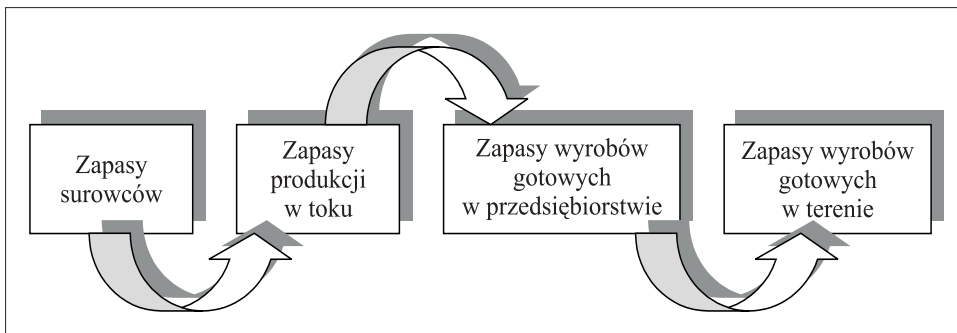 Zapasy
surowców
Zapasy
produkcji
w toku
Zapasy wyrobów
gotowych
w przedsiębiorstwie
Zapasy wyrobów
gotowych
w terenie